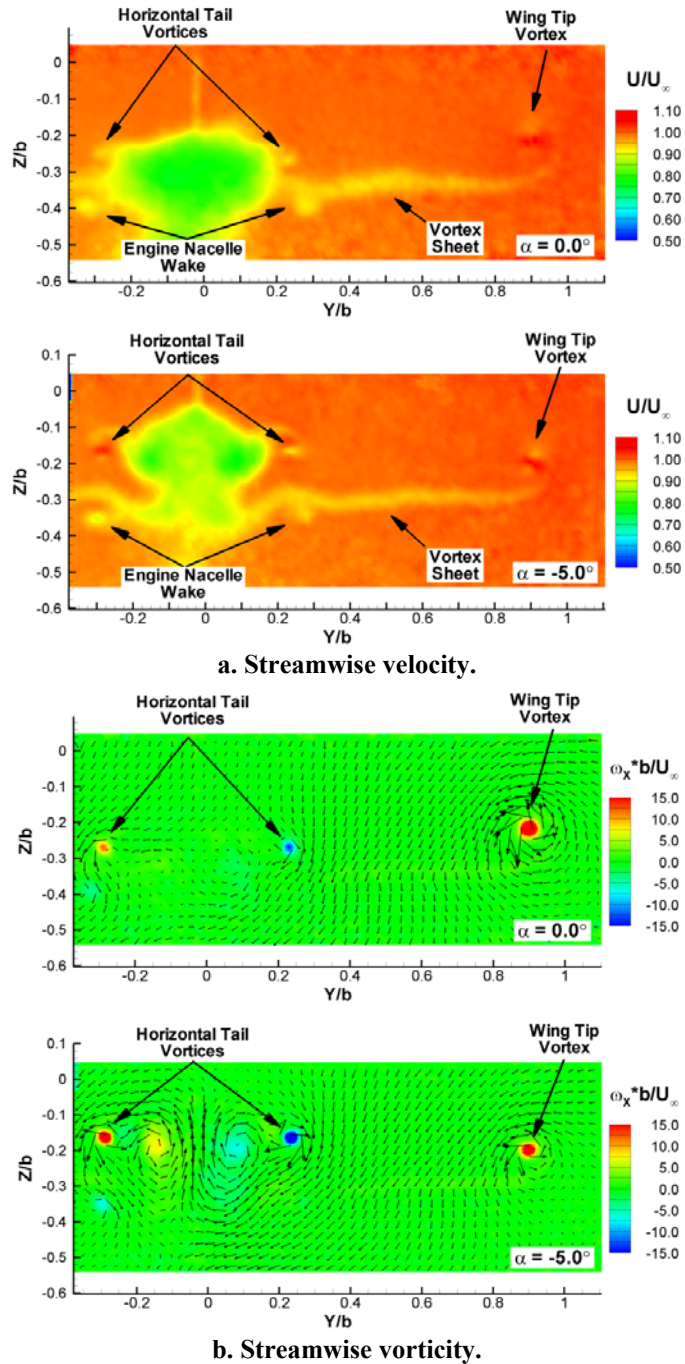 Horizontal Tail
Vortices
Wing Tip
Vortex
U/U∞
0
-0.1
-0.2
-0.3
-0.4
-0.5
-0.6
Z/b
1.10
1.00
0.90
0.80
0.70
0.60
0.50
Engine Nacelle
Wake
Vortex
Sheet
α = 0.0°
-0.2
0
0.2
0.4
0.6
0.8
1
Y/b
Horizontal Tail
Vortices
Wing Tip
Vortex
U/U∞
0.1
0
-0.1
-0.2
-0.3
-0.4
-0.5
-0.6
Z/b
1.10
1.00
0.90
0.80
0.70
0.60
0.50
Engine Nacelle
Wake
Vortex
Sheet
α = -5.0°
-0.2
0
0.2
0.4
0.6
0.8
1
Y/b
a. Streamwise velocity.
Horizontal Tail
Vortices
Wing Tip
Vortex
ωX*b/U∞
0
-0.1
-0.2
-0.3
-0.4
-0.5
-0.6
Z/b
15.0
10.0
5.0
0.0
-5.0
-10.0
-15.0
α = 0.0°
-0.2
0
0.2
0.4
0.6
0.8
1
Y/b
Horizontal Tail
Vortices
Wing Tip
Vortex
ωX*b/U∞
0.1
0
-0.1
-0.2
-0.3
-0.4
-0.5
-0.6
Z/b
15.0
10.0
5.0
0.0
-5.0
-10.0
-15.0
α = -5.0°
-0.2
0
0.2
0.4
0.6
0.8
1
Y/b
b. Streamwise vorticity.